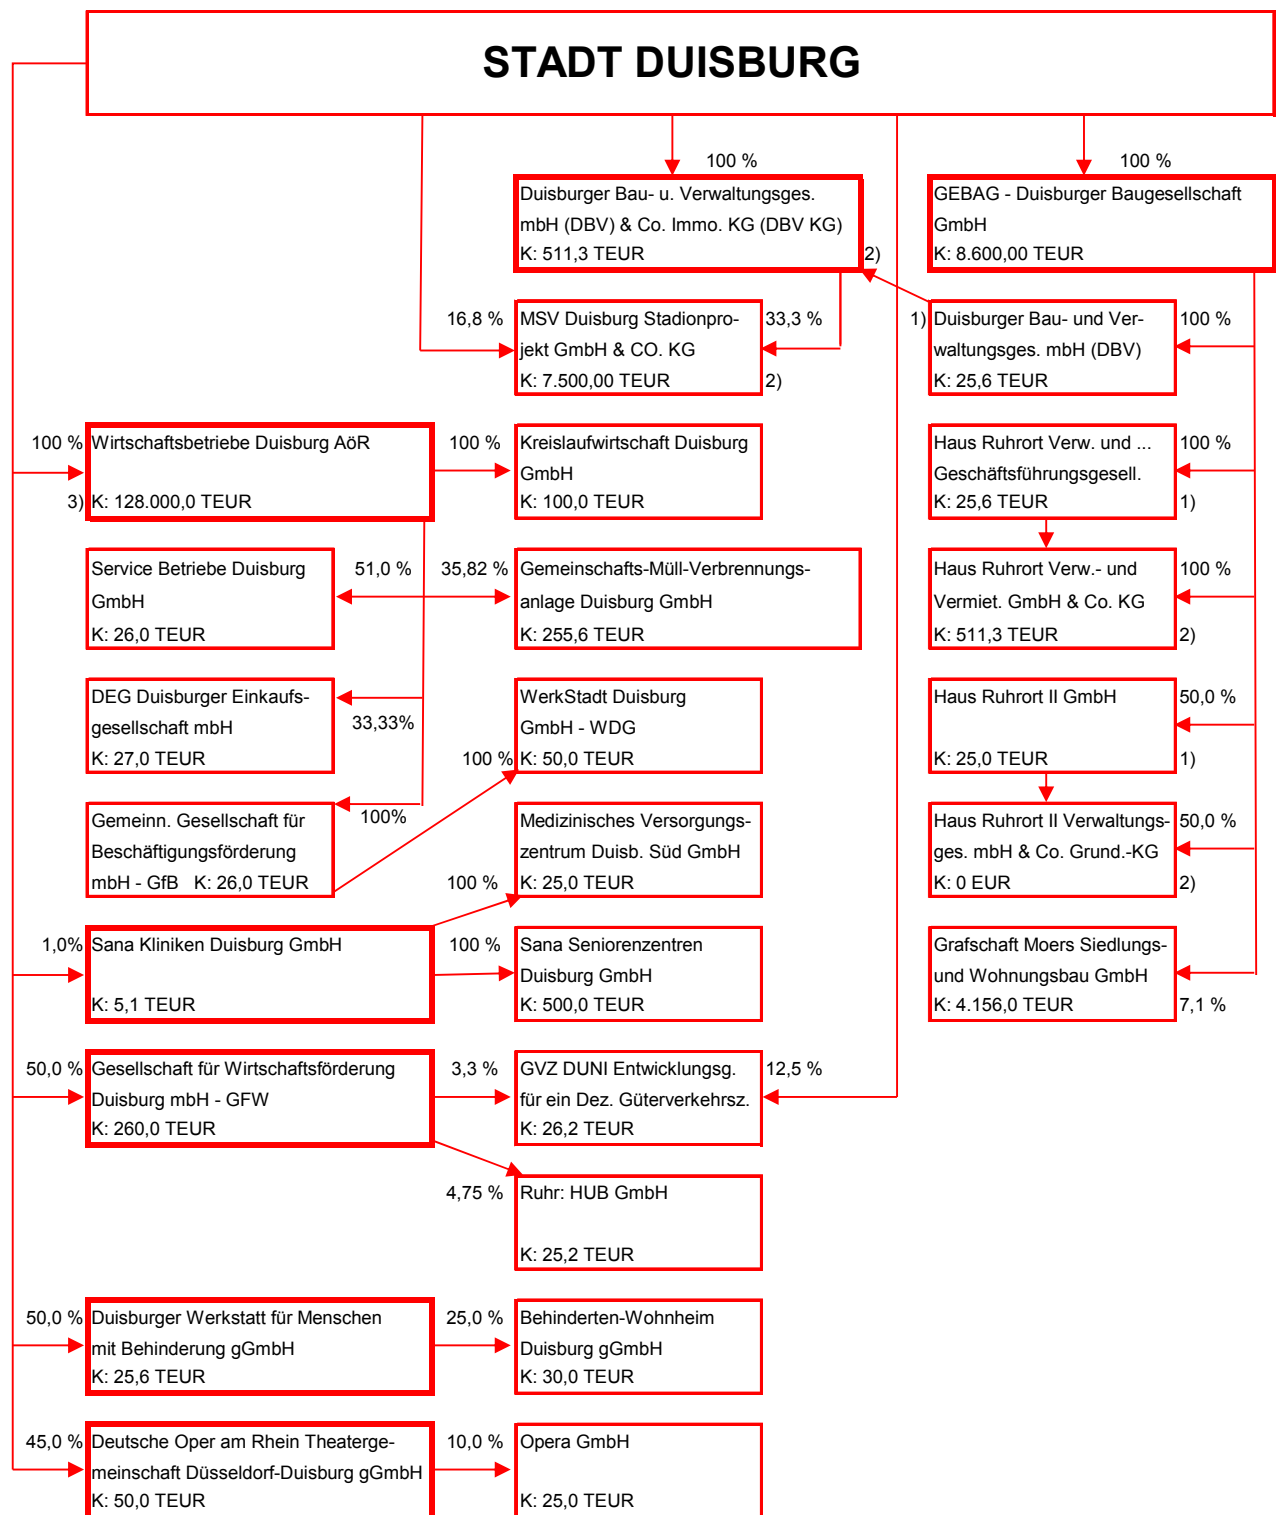 STADT DUISBURG
100 %
Duisburger Bau- u. Verwaltungsges.
mbH (DBV) & Co. Immo. KG (DBV KG)
K: 511,3 TEUR
2)
100 %
GEBAG - Duisburger Baugesellschaft
GmbH
K: 8.600,00 TEUR
16,8 %
MSV Duisburg Stadionpro-
jekt GmbH & CO. KG
K: 7.500,00 TEUR
33,3 %
2)
1)
Duisburger Bau- und Ver-
waltungsges. mbH (DBV)
K: 25,6 TEUR
100 %
100 %
3)
Wirtschaftsbetriebe Duisburg AöR
K: 128.000,0 TEUR
100 %
Kreislaufwirtschaft Duisburg
GmbH
K: 100,0 TEUR
Haus Ruhrort Verw. und ...
Geschäftsführungsgesell.
K: 25,6 TEUR
100 %
1)
Service Betriebe Duisburg
GmbH
K: 26,0 TEUR
51,0 %
35,82 %
Gemeinschafts-Müll-Verbrennungs-
anlage Duisburg GmbH
K: 255,6 TEUR
Haus Ruhrort Verw.- und
Vermiet. GmbH & Co. KG
K: 511,3 TEUR
100 %
2)
DEG Duisburger Einkaufs-
gesellschaft mbH
K: 27,0 TEUR
33,33%
100 %
WerkStadt Duisburg
GmbH - WDG
K: 50,0 TEUR
Haus Ruhrort II GmbH
K: 25,0 TEUR
50,0 %
1)
Gemeinn. Gesellschaft für
Beschäftigungsförderung
mbH - GfB K: 26,0 TEUR
100%
100 %
Medizinisches Versorgungs-
zentrum Duisb. Süd GmbH
K: 25,0 TEUR
Haus Ruhrort II Verwaltungs-
ges. mbH & Co. Grund.-KG
K: 0 EUR
50,0 %
2)
1,0%
Sana Kliniken Duisburg GmbH
K: 5,1 TEUR
100 %
Sana Seniorenzentren
Duisburg GmbH
K: 500,0 TEUR
Grafschaft Moers Siedlungs-
und Wohnungsbau GmbH
K: 4.156,0 TEUR
7,1 %
50,0 %
Gesellschaft für Wirtschaftsförderung
Duisburg mbH - GFW
K: 260,0 TEUR
3,3 %
GVZ DUNI Entwicklungsg.
für ein Dez. Güterverkehrsz.
K: 26,2 TEUR
12,5 %
4,75 %
Ruhr: HUB GmbH
K: 25,2 TEUR
50,0 %
Duisburger Werkstatt für Menschen
mit Behinderung gGmbH
K: 25,6 TEUR
25,0 %
Behinderten-Wohnheim
Duisburg gGmbH
K: 30,0 TEUR
45,0 %
Deutsche Oper am Rhein Theaterge-
meinschaft Düsseldorf-Duisburg gGmbH
K: 50,0 TEUR
10,0 %
Opera GmbH
K: 25,0 TEUR